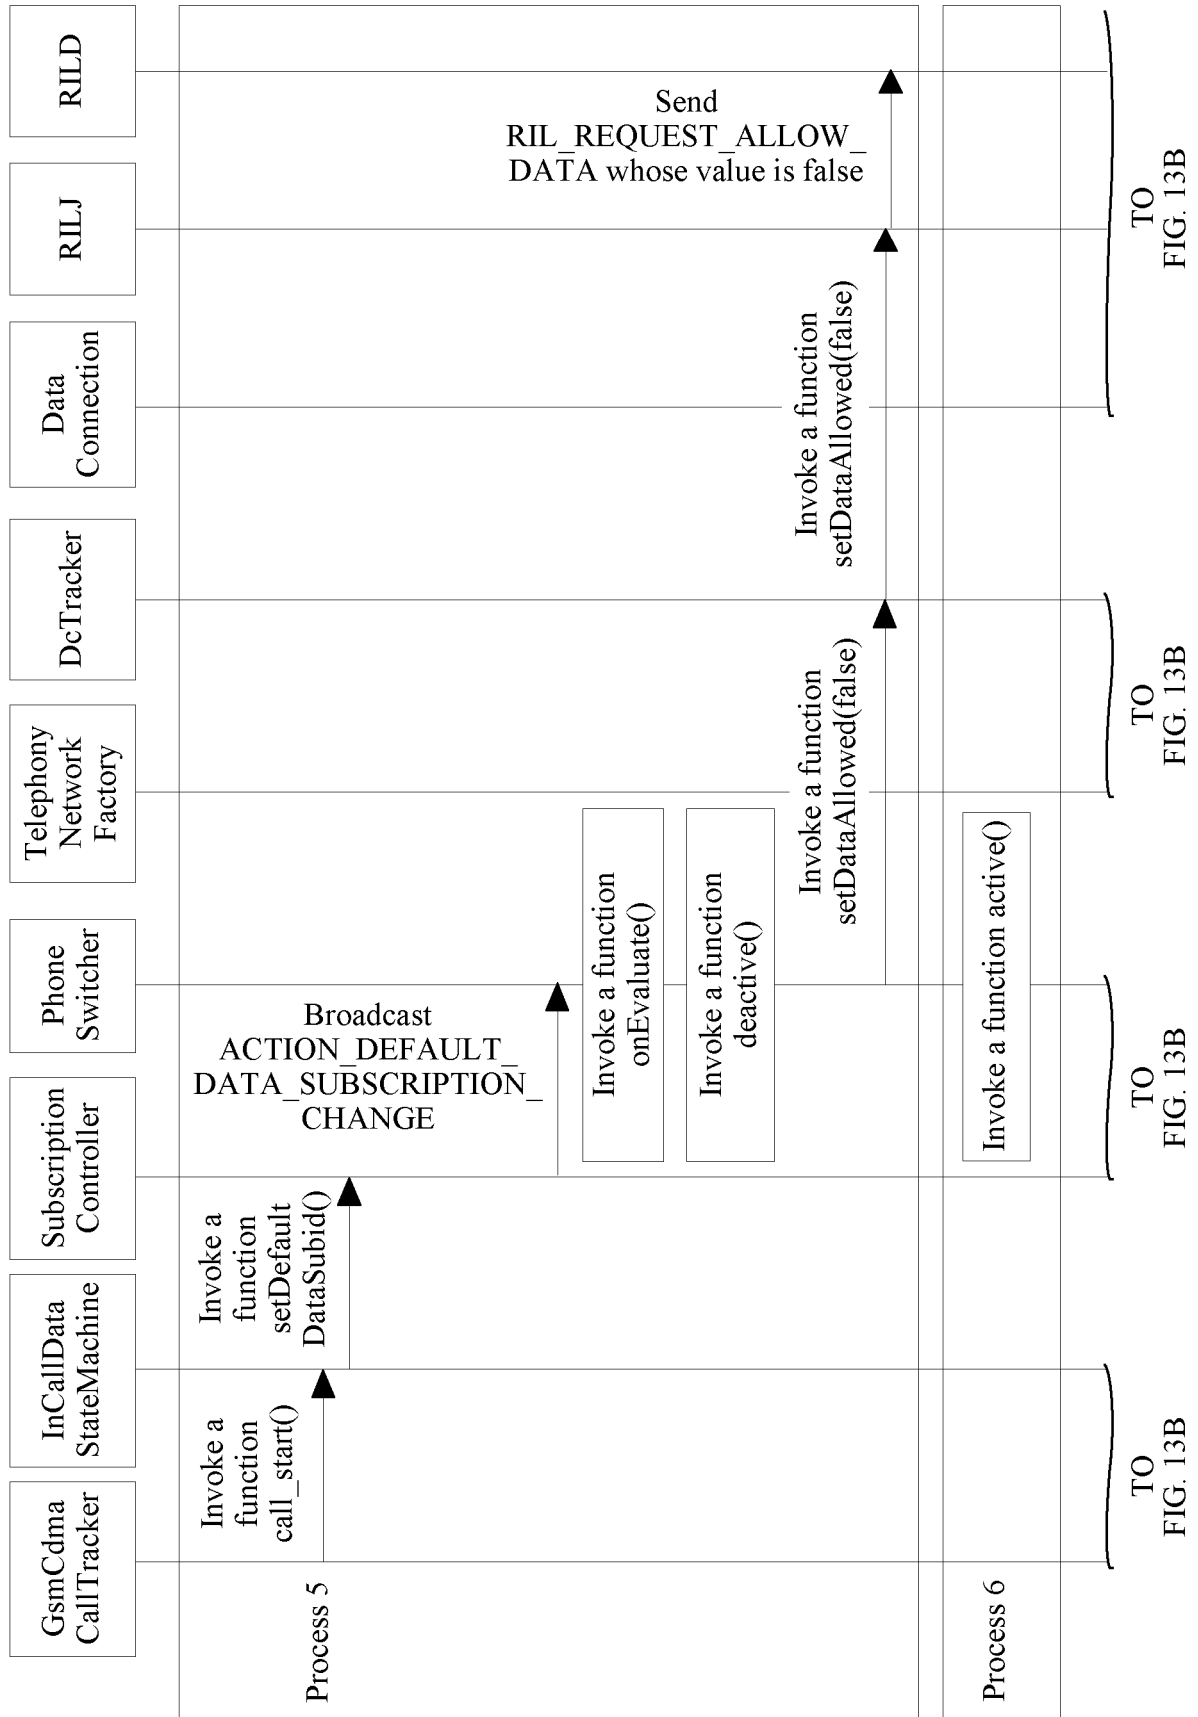 GsmCdma
CallTracker
InCallData
StateMachine
Subscription
Controller
Phone
Switcher
Telephony
Network
Factory
DcTracker
Data
Connection
RILJ
RILD
Process 5
Invoke a
function
call_start()
Invoke a
function
setDefault
DataSubid()
Broadcast
ACTION_DEFAULT_
DATA_SUBSCRIPTION_
CHANGE
Invoke a function
onEvaluate()
Invoke a function
deactive()
Invoke a function
setDataAllowed(false)
Invoke a function
setDataAllowed(false)
Send
RIL_REQUEST_ALLOW_
DATA whose value is false
Process 6
Invoke a function active()
TO
FIG. 13B
TO
FIG. 13B
TO
FIG. 13B
TO
FIG. 13B